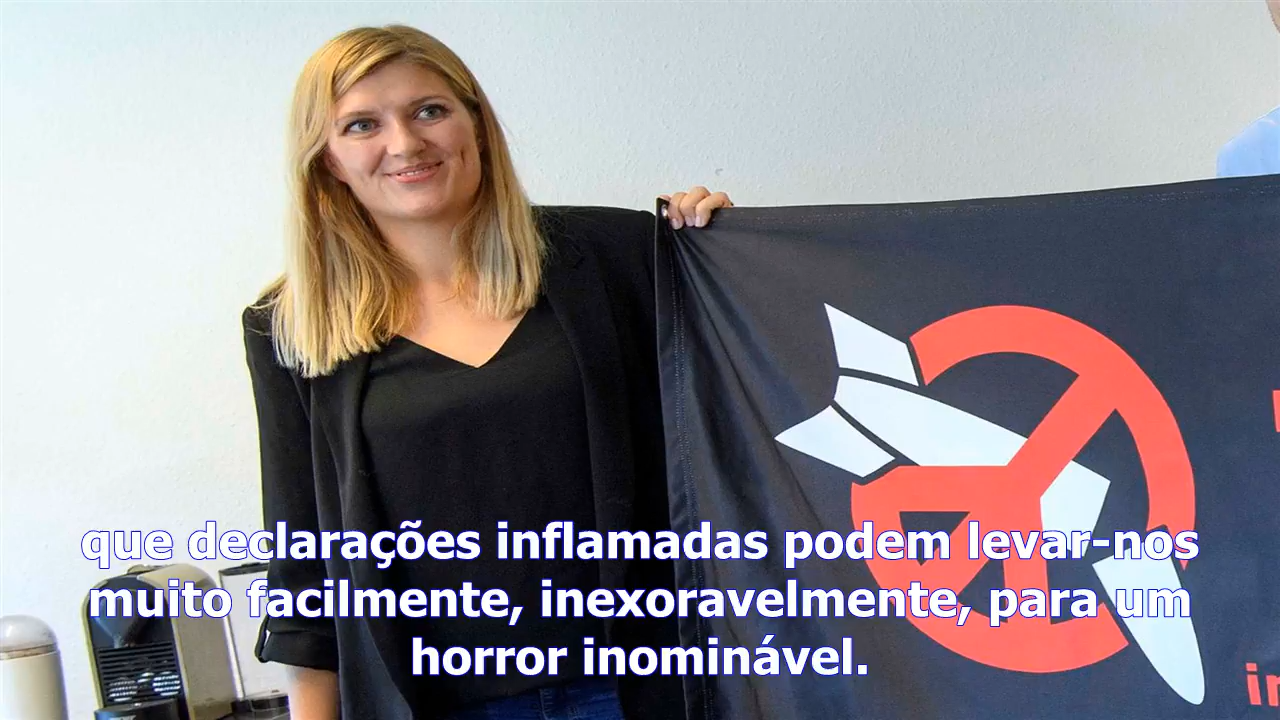 que declarações inflamadas podem levar-nos
muito facilmente, inexoravelmente, para um
horror inominável.